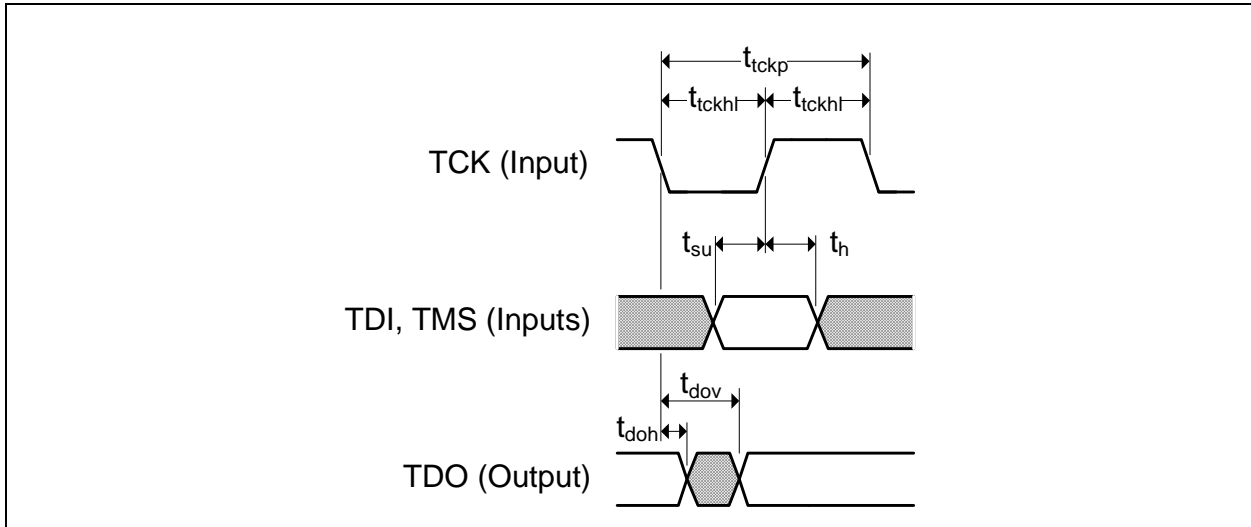 t_tckp
t_tckhl t_tckhl
TCK (Input)
t_su t_h
TDI, TMS (Inputs)
t_dov
t_doh
TDO (Output)